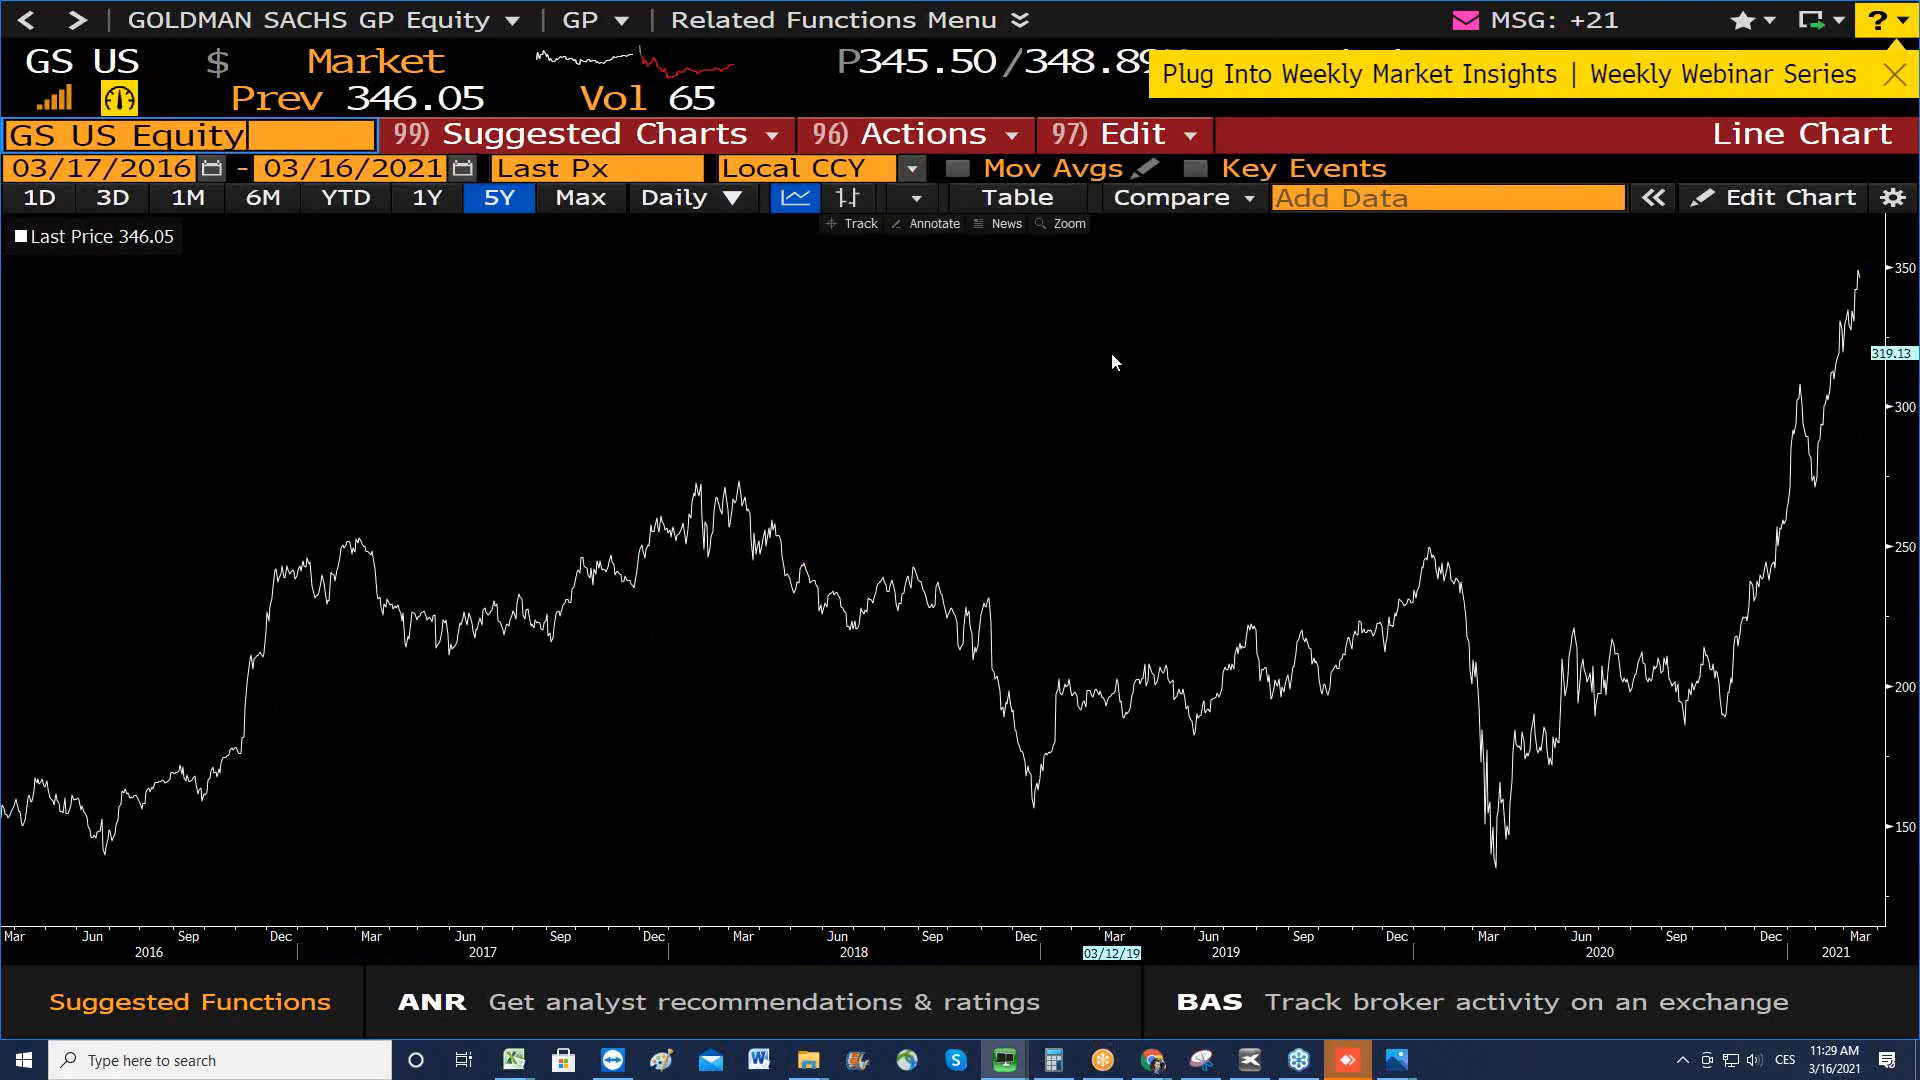 GOLDMAN SACHS GP Equity | GP | Related Functions Menu MSG: +21 ?
GS US $ Market P345.50/348.89
Plug Into Weekly Market Insights | Weekly Webinar Series
Prev 346.05 Vol 65
GS US Equity 99) Suggested Charts 96) Actions 97) Edit Line Chart
03/17/2016 - 03/16/2021 Last Px Local CCY Mov Avgs Key Events
1D 3D 1M 6M YTD 1Y 5Y Max Daily Table Compare Add Data Edit Chart
Track Annotate News Zoom
Last Price 346.05
350
319.13
300
250
200
150
Mar Jun Sep Dec Mar Jun Sep Dec Mar Jun Sep Dec Mar Jun Sep Dec Mar Jun Sep Dec Mar
2016 2017 2018 03/12/19 2019 2020 2021
Suggested Functions ANR Get analyst recommendations & ratings BAS Track broker activity on an exchange
Type here to search CES 11:29 AM
3/16/2021